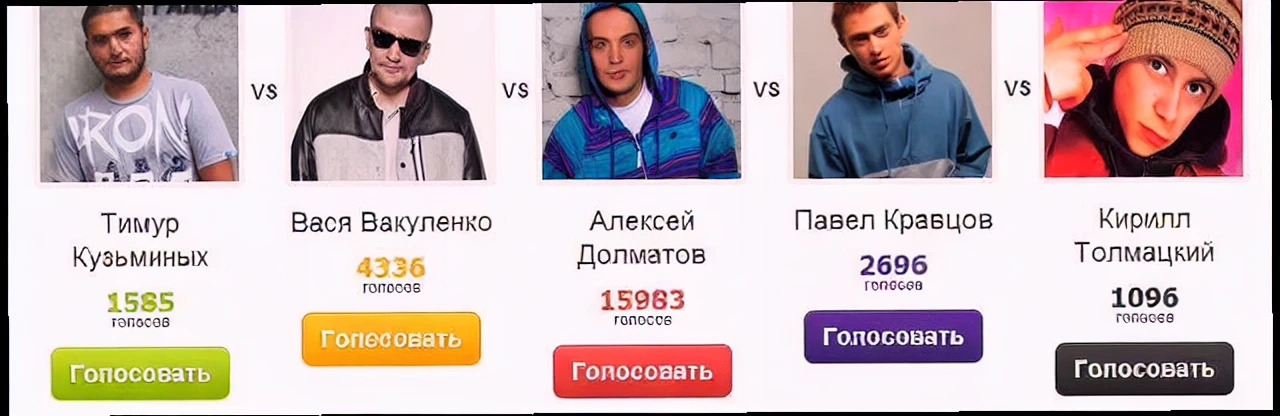 vs
vs
vs
vs
Тимур
Кузьминых
1585
голосов
Голосовать
Вася Вакуленко
4336
голосов
Голосовать
Алексей
Долматов
15983
голосов
Голосовать
Павел Кравцов
2696
голосов
Голосовать
Кирилл
Толмацкий
1096
голосов
Голосовать